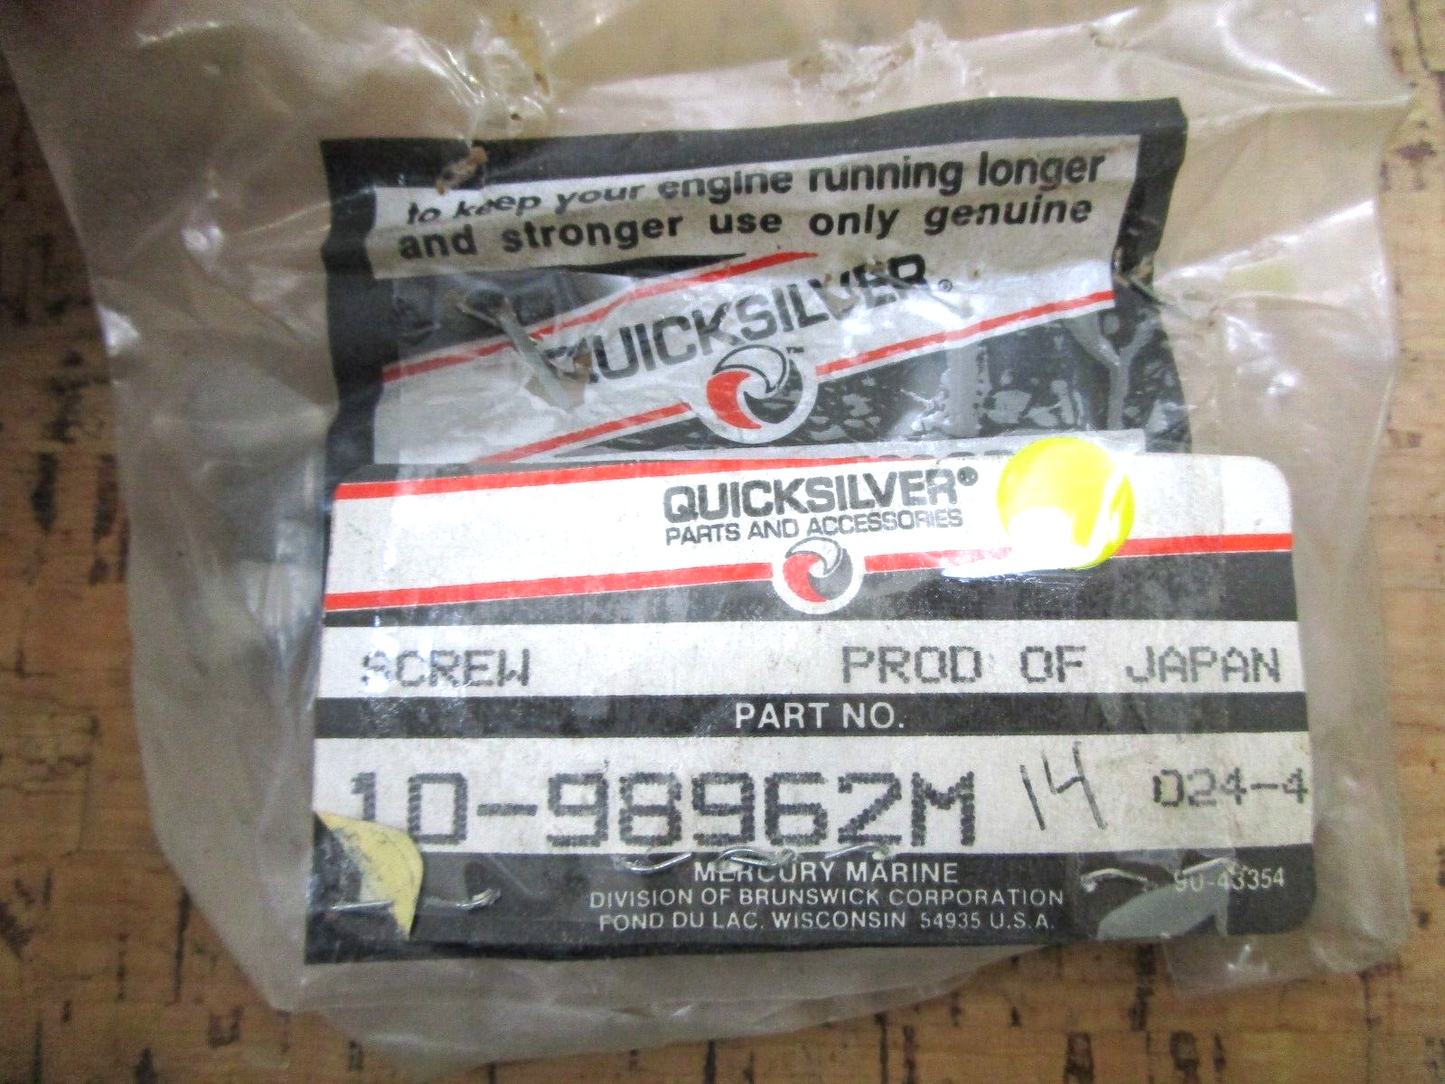 to keep your engine running longer
and stronger use only genuine
QUICKSILVER®
™
QUICKSILVER®
PARTS AND ACCESSORIES
SCREW PROD OF JAPAN
PART NO.
10-98962M 14 D24-4
MERCURY MARINE
90-43354
DIVISION OF BRUNSWICK CORPORATION
FOND DU LAC, WISCONSIN 54935 U.S.A.